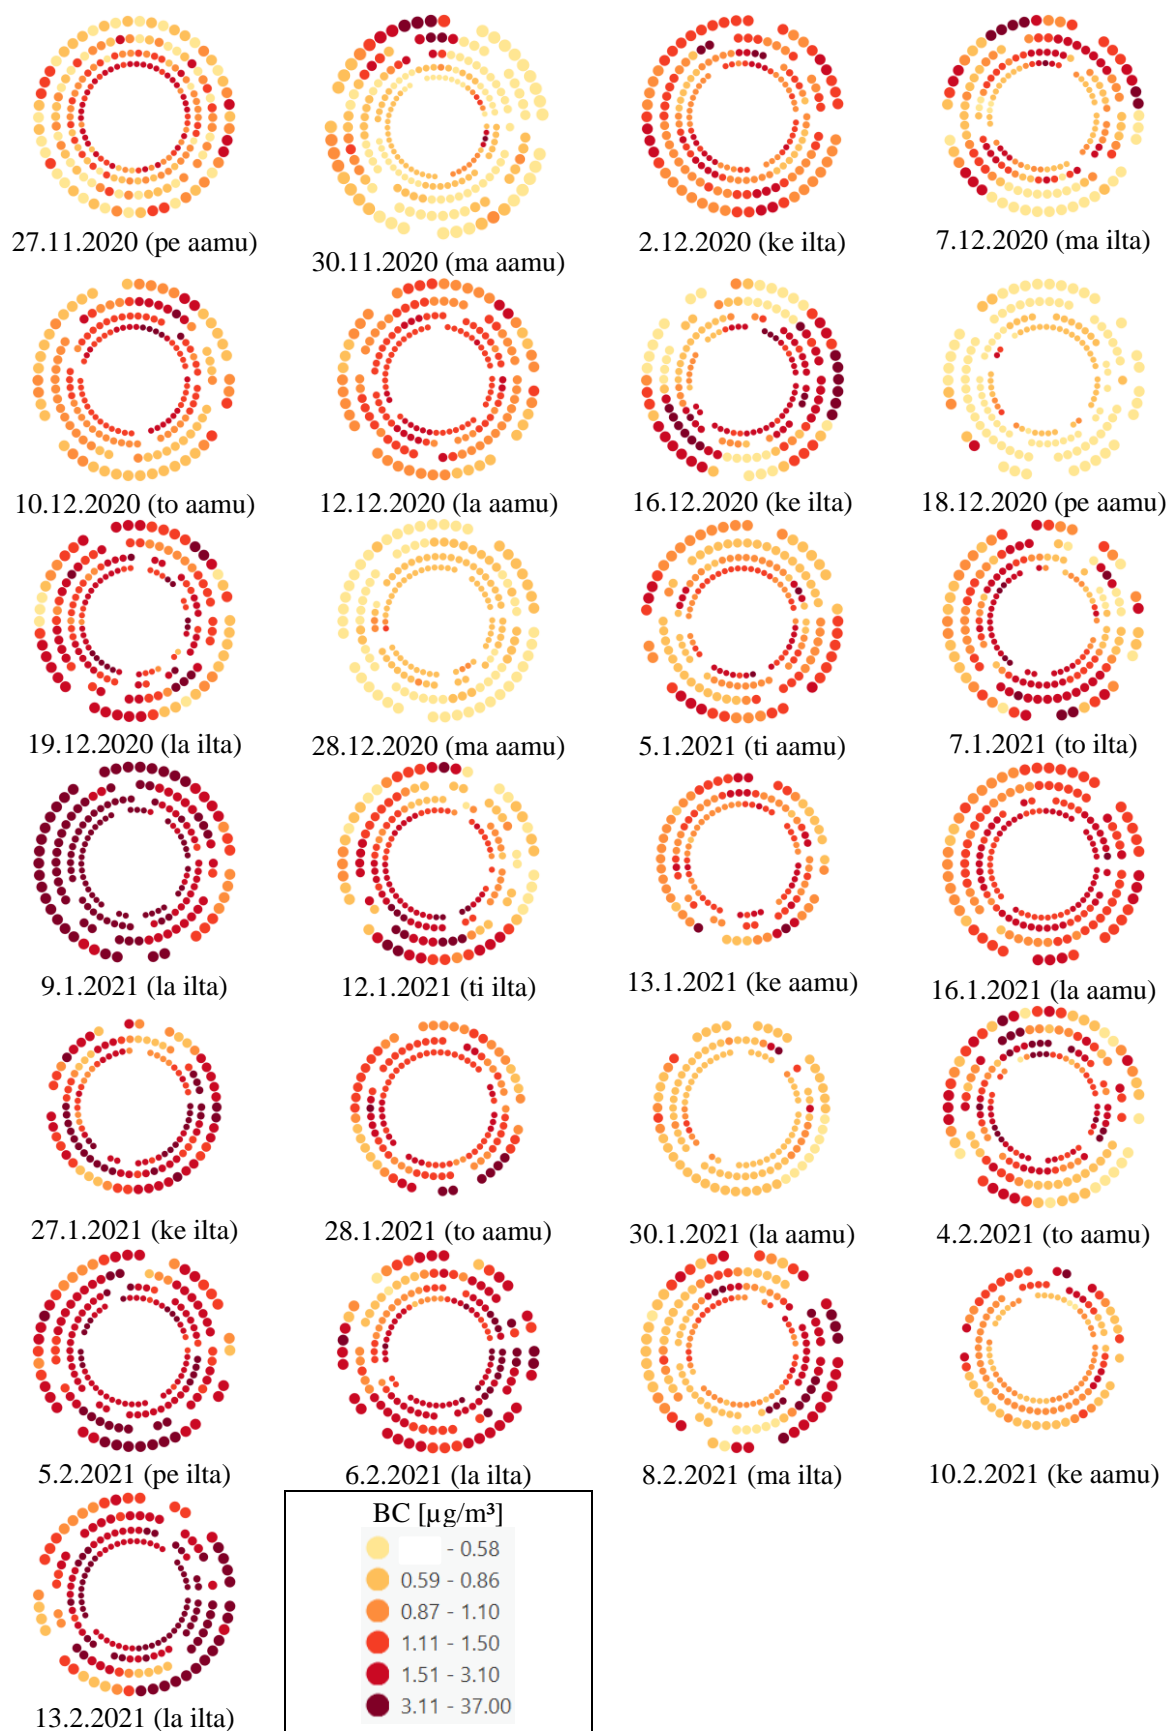 27.11.2020 (pe aamu)
30.11.2020 (ma aamu)
2.12.2020 (ke ilta)
7.12.2020 (ma ilta)
10.12.2020 (to aamu)
12.12.2020 (la aamu)
16.12.2020 (ke ilta)
18.12.2020 (pe aamu)
19.12.2020 (la ilta)
28.12.2020 (ma aamu)
5.1.2021 (ti aamu)
7.1.2021 (to ilta)
9.1.2021 (la ilta)
12.1.2021 (ti ilta)
13.1.2021 (ke aamu)
16.1.2021 (la aamu)
27.1.2021 (ke ilta)
28.1.2021 (to aamu)
30.1.2021 (la aamu)
4.2.2021 (to aamu)
5.2.2021 (pe ilta)
6.2.2021 (la ilta)
8.2.2021 (ma ilta)
10.2.2021 (ke aamu)
13.2.2021 (la ilta)
BC [µg/m³]
- 0.58
0.59 - 0.86
0.87 - 1.10
1.11 - 1.50
1.51 - 3.10
3.11 - 37.00